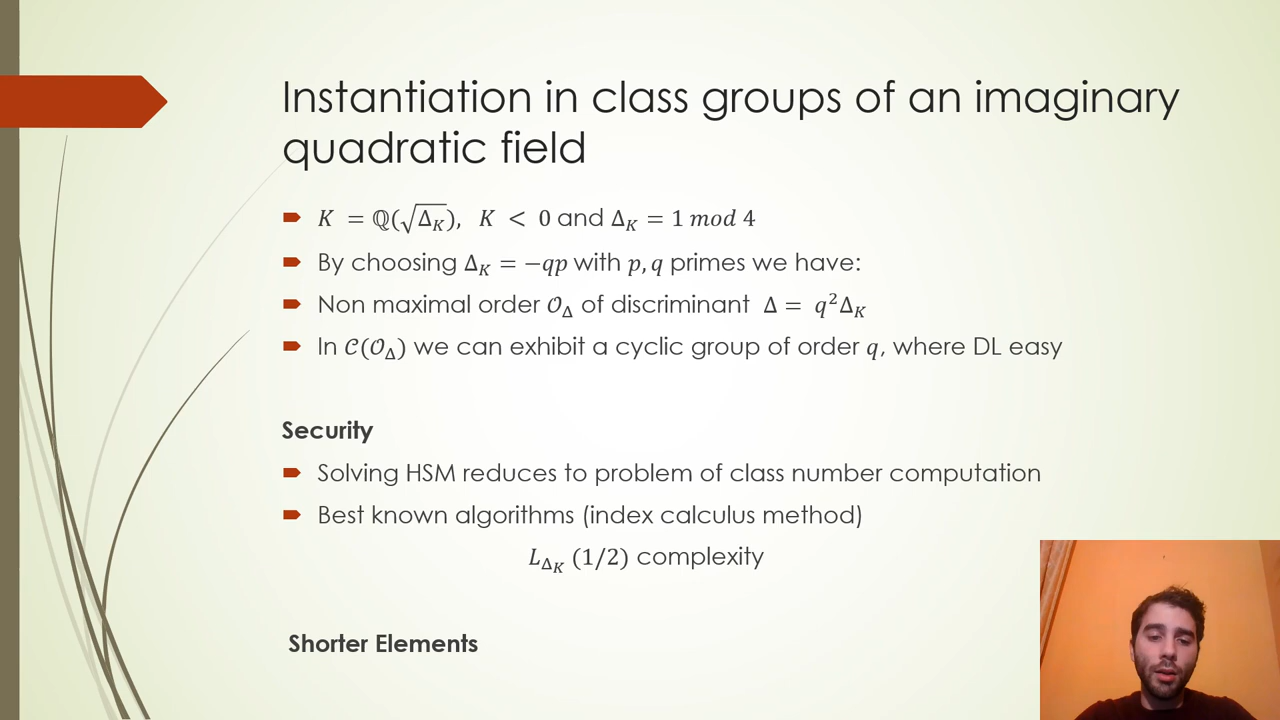 Instantiation in class groups of an imaginary
quadratic field
K = ℚ(√Δ_K), K < 0 and Δ_K = 1 mod 4
By choosing Δ_K = −qp with p, q primes we have:
Non maximal order 𝒪_Δ of discriminant Δ = q²Δ_K
In 𝒞(𝒪_Δ) we can exhibit a cyclic group of order q, where DL easy
Security
Solving HSM reduces to problem of class number computation
Best known algorithms (index calculus method)
L_{Δ_K} (1/2) complexity
Shorter Elements